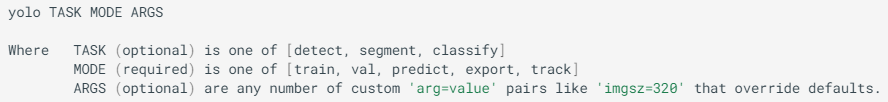 yolo TASK MODE ARGS
Where   TASK (optional) is one of [detect, segment, classify]
        MODE (required) is one of [train, val, predict, export, track]
        ARGS (optional) are any number of custom 'arg=value' pairs like 'imgsz=320' that override defaults.